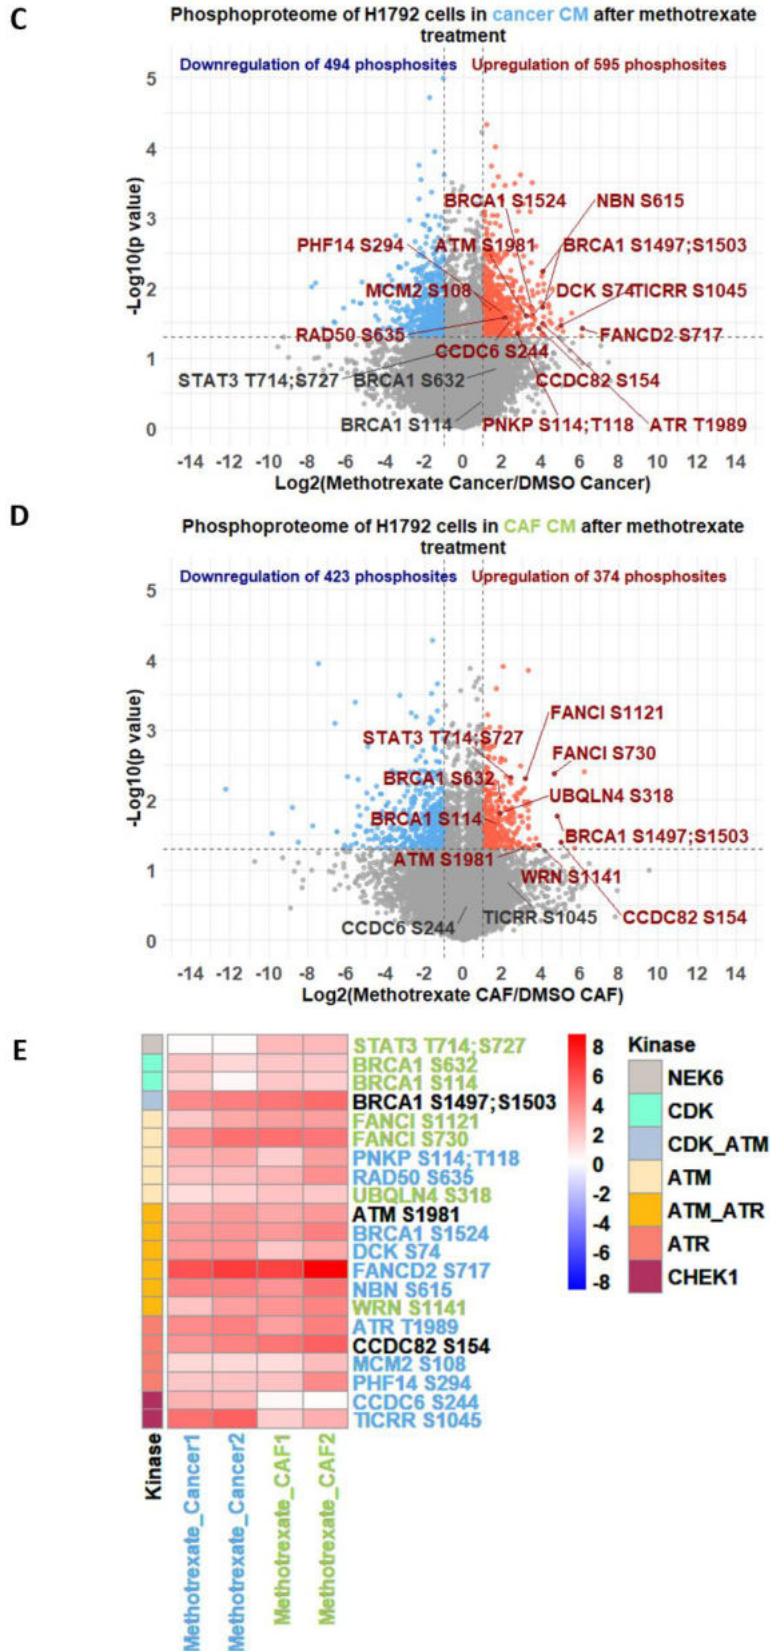 C
Phosphoproteome of H1792 cells in cancer CM after methotrexate
treatment
Downregulation of 494 phosphosites Upregulation of 595 phosphosites
-Log10(p value)
5
4
3
2
1
0
BRCA1 S1524 NBN S615
PHF14 S294 ATM S1981 BRCA1 S1497;S1503
MCM2 S108 DCK S74 TICRR S1045
RAD50 S635 FANCD2 S717
CCDC6 S244
STAT3 T714;S727 BRCA1 S632 CCDC82 S154
BRCA1 S114 PNKP S114;T118 ATR T1989
-14 -12 -10 -8 -6 -4 -2 0 2 4 6 8 10 12 14
Log2(Methotrexate Cancer/DMSO Cancer)
D
Phosphoproteome of H1792 cells in CAF CM after methotrexate
treatment
Downregulation of 423 phosphosites Upregulation of 374 phosphosites
-Log10(p value)
5
4
3
2
1
0
FANCI S1121
STAT3 T714;S727
FANCI S730
BRCA1 S632
UBQLN4 S318
BRCA1 S114
BRCA1 S1497;S1503
ATM S1981
WRN S1141
CCDC6 S244 TICRR S1045 CCDC82 S154
-14 -12 -10 -8 -6 -4 -2 0 2 4 6 8 10 12 14
Log2(Methotrexate CAF/DMSO CAF)
E
STAT3 T714;S727
BRCA1 S632
BRCA1 S114
BRCA1 S1497;S1503
FANCI S1121
FANCI S730
PNKP S114;T118
RAD50 S635
UBQLN4 S318
ATM S1981
BRCA1 S1524
DCK S74
FANCD2 S717
NBN S615
WRN S1141
ATR T1989
CCDC82 S154
MCM2 S108
PHF14 S294
CCDC6 S244
TICRR S1045
8
6
4
2
0
-2
-4
-6
-8
Kinase
NEK6
CDK
CDK_ATM
ATM
ATM_ATR
ATR
CHEK1
Kinase
Methotrexate_Cancer1
Methotrexate_Cancer2
Methotrexate_CAF1
Methotrexate_CAF2